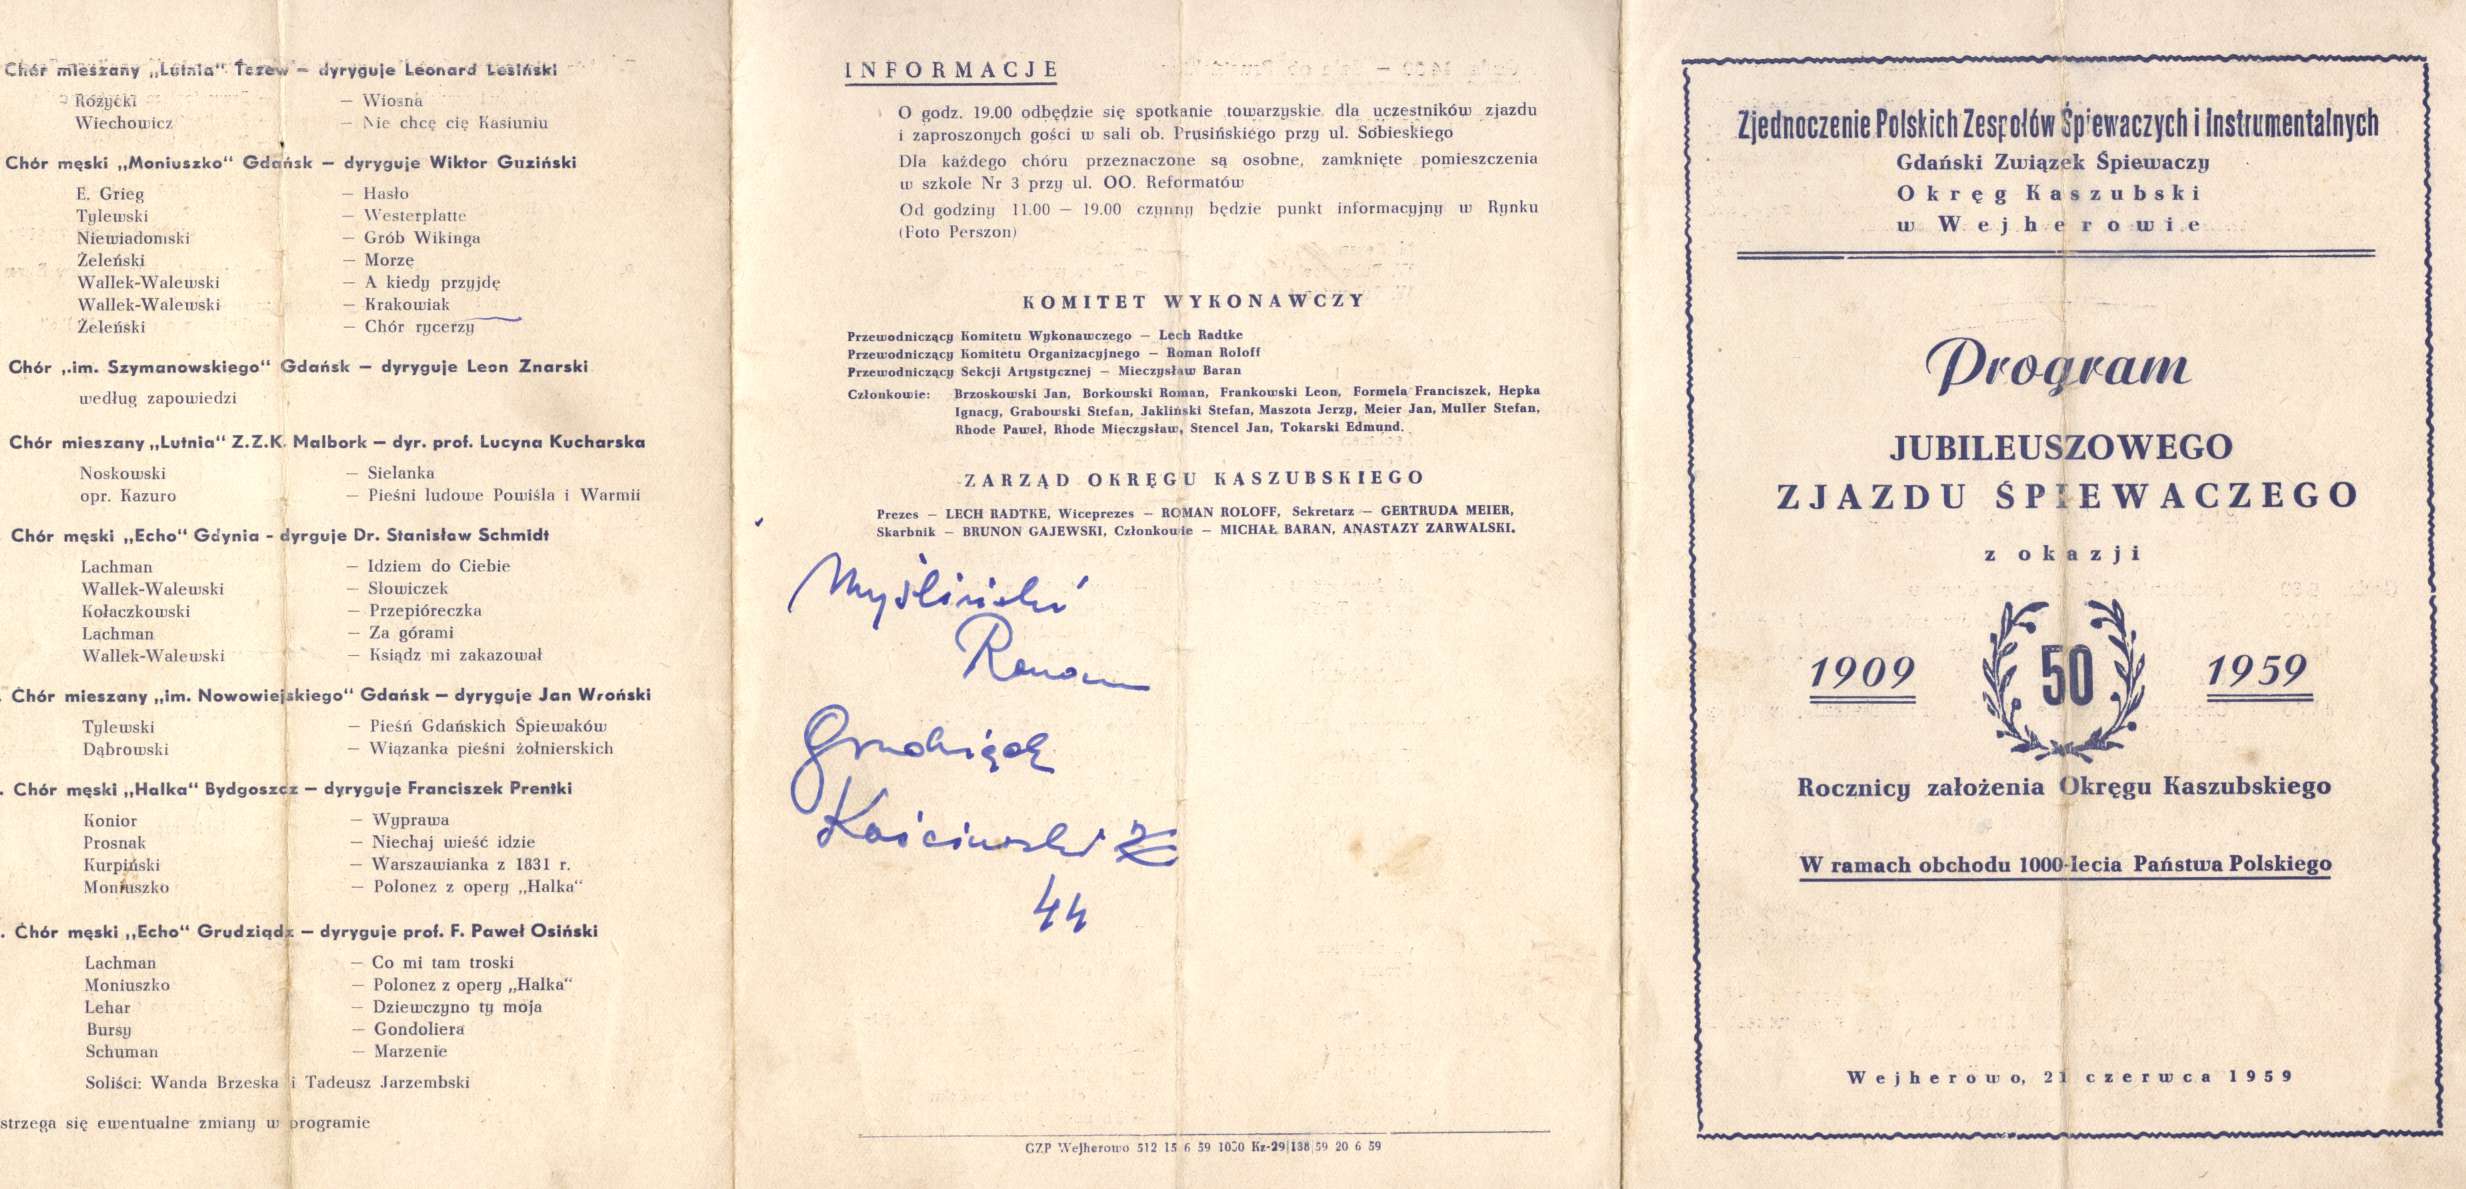 Chór mieszany „Lutnia“ Tczew — dyryguje Leonard Lesiński
Różycki — Wiosna
Wiechowicz — Nie chcę cię Kasiuniu
Chór męski „Moniuszko“ Gdańsk — dyryguje Wiktor Guziński
E. Grieg — Hasło
Tylewski — Westerplatte
Niewiadomski — Grób Wikinga
Żeleński — Morze
Wallek-Walewski — A kiedy przyjdę
Wallek-Walewski — Krakowiak
Żeleński — Chór rycerzy
Chór „im. Szymanowskiego“ Gdańsk — dyryguje Leon Znarski
według zapowiedzi
Chór mieszany „Lutnia“ Z.Z.K. Malbork — dyr. prof. Lucyna Kucharska
Noskowski — Sielanka
opr. Kazuro — Pieśni ludowe Powiśla i Warmii
Chór męski „Echo“ Gdynia - dyrguje Dr. Stanisław Schmidt
Lachman — Idziem do Ciebie
Wallek-Walewski — Słowiczek
Kołaczkowski — Przepióreczka
Lachman — Za górami
Wallek-Walewski — Ksiądz mi zakazował
. Chór mieszany „im. Nowowiejskiego“ Gdańsk — dyryguje Jan Wroński
Tylewski — Pieśń Gdańskich Śpiewaków
Dąbrowski — Wiązanka pieśni żołnierskich
. Chór męski „Halka“ Bydgoszcz — dyryguje Franciszek Prentki
Konior — Wyprawa
Prosnak — Niechaj wieść idzie
Kurpiński — Warszawianka z 1831 r.
Moniuszko — Polonez z opery „Halka“
. Chór męski „Echo“ Grudziądz — dyryguje prof. F. Paweł Osiński
Lachman — Co mi tam troski
Moniuszko — Polonez z opery „Halka“
Lehar — Dziewczyno ty moja
Bursy — Gondoliera
Schuman — Marzenie
Soliści: Wanda Brzeska i Tadeusz Jarzembski
strzega się ewentualne zmiany w programie
INFORMACJE
O godz. 19.00 odbędzie się spotkanie towarzyskie dla uczestników zjazdu
i zaproszonych gości w sali ob. Prusińskiego przy ul. Sobieskiego
Dla każdego chóru przeznaczone są osobne, zamknięte pomieszczenia
w szkole Nr 3 przy ul. OO. Reformatów
Od godziny 11.00 — 19.00 czynny będzie punkt informacyjny w Rynku
(Foto Perszon)
KOMITET WYKONAWCZY
Przewodniczący Komitetu Wykonawczego — Lech Radtke
Przewodniczący Komitetu Organizacyjnego — Roman Roloff
Przewodniczący Sekcji Artystycznej — Mieczysław Baran
Członkowie: Brzoskowski Jan, Borkowski Roman, Frankowski Leon, Formela Franciszek, Hepka
Ignacy, Grabowski Stefan, Jakliński Stefan, Maszota Jerzy, Meier Jan, Muller Stefan,
Rhode Paweł, Rhode Mieczysław, Stencel Jan, Tokarski Edmund.
ZARZĄD OKRĘGU KASZUBSKIEGO
Prezes — LECH RADTKE, Wiceprezes — ROMAN ROLOFF, Sekretarz — GERTRUDA MEIER,
Skarbnik — BRUNON GAJEWSKI, Członkowie — MICHAŁ BARAN, ANASTAZY ZARWALSKI.
Myśliński
Roman
Grudziądz
44
GZP Wejherowo 512 15 6 59 1000 Kz-29|138|59 20 6 59
Zjednoczenie Polskich Zespołów Śpiewaczych i Instrumentalnych
Gdański Związek Śpiewaczy
Okręg Kaszubski
w Wejherowie
Program
JUBILEUSZOWEGO
ZJAZDU ŚPIEWACZEGO
z okazji
1909 50 1959
Rocznicy założenia Okręgu Kaszubskiego
W ramach obchodu 1000-lecia Państwa Polskiego
Wejherowo, 21 czerwca 1959